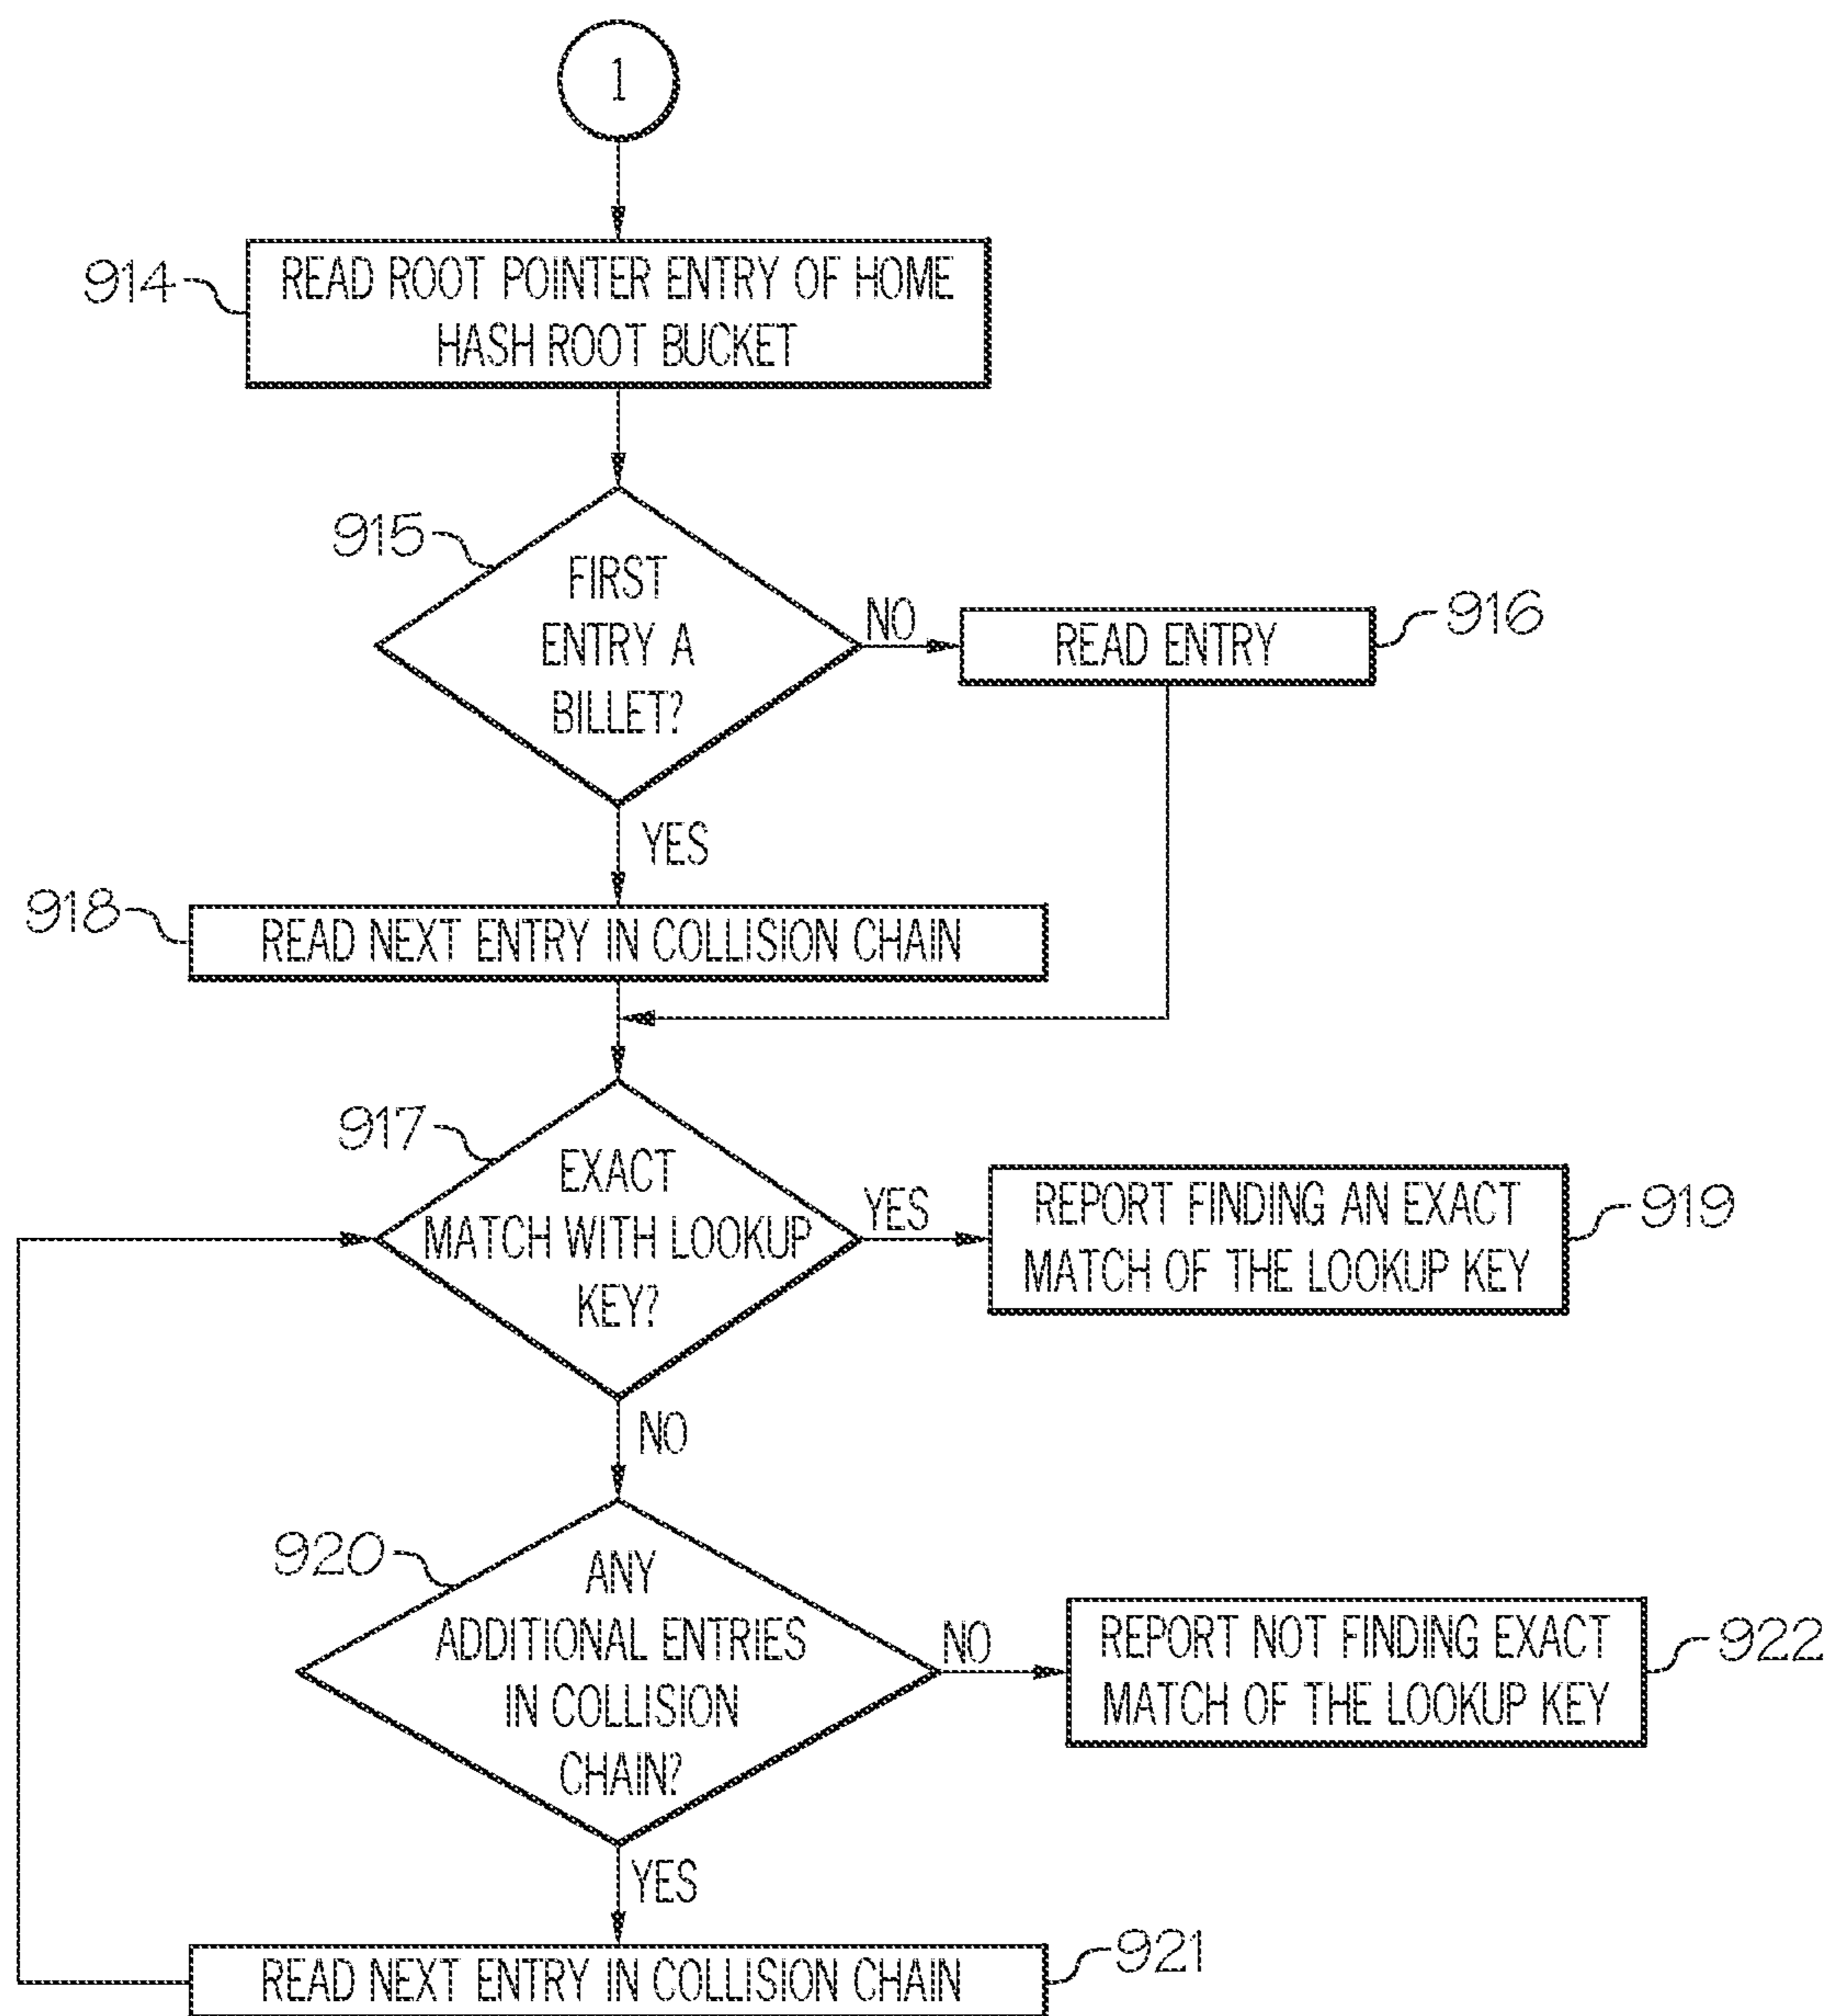 1
914
READ ROOT POINTER ENTRY OF HOME
HASH ROOT BUCKET
915
FIRST
ENTRY A
BILLET?
NO
READ ENTRY
916
YES
918
READ NEXT ENTRY IN COLLISION CHAIN
917
EXACT
MATCH WITH LOOKUP
KEY?
YES
REPORT FINDING AN EXACT
MATCH OF THE LOOKUP KEY
919
NO
920
ANY
ADDITIONAL ENTRIES
IN COLLISION
CHAIN?
NO
REPORT NOT FINDING EXACT
MATCH OF THE LOOKUP KEY
922
YES
READ NEXT ENTRY IN COLLISION CHAIN
921